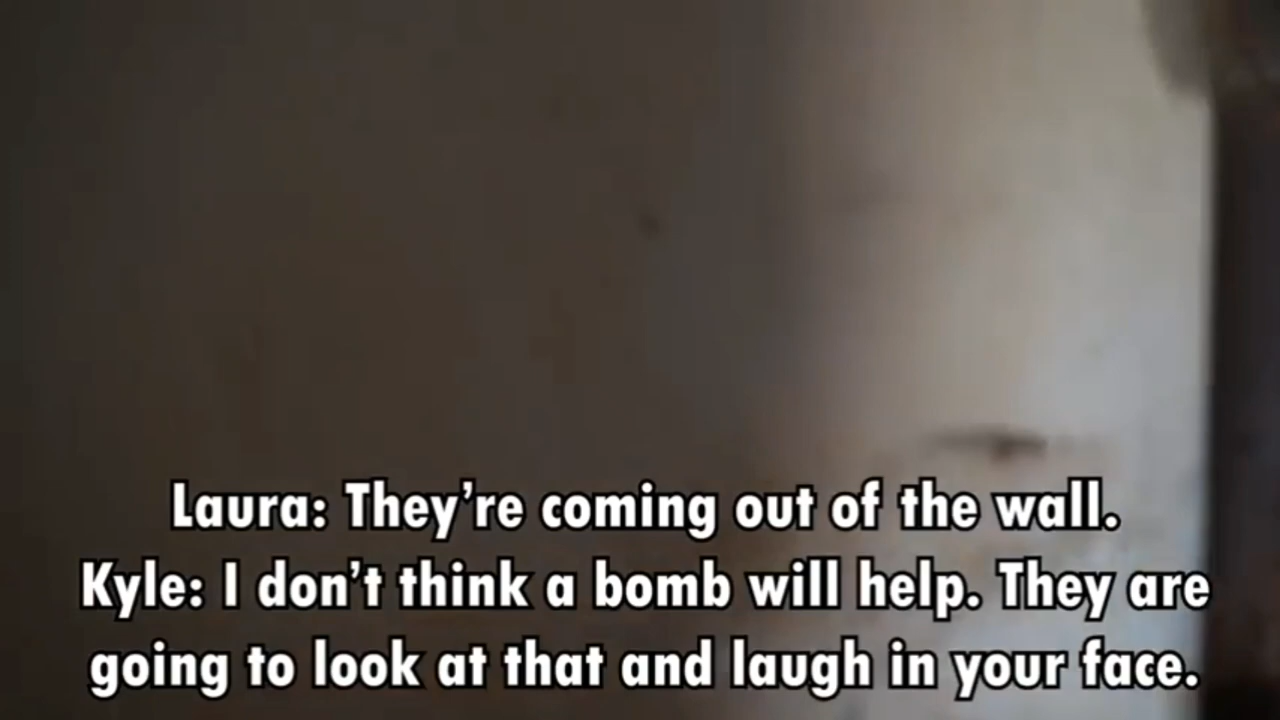 Laura: They’re coming out of the wall.
Kyle: I don’t think a bomb will help. They are
going to look at that and laugh in your face.